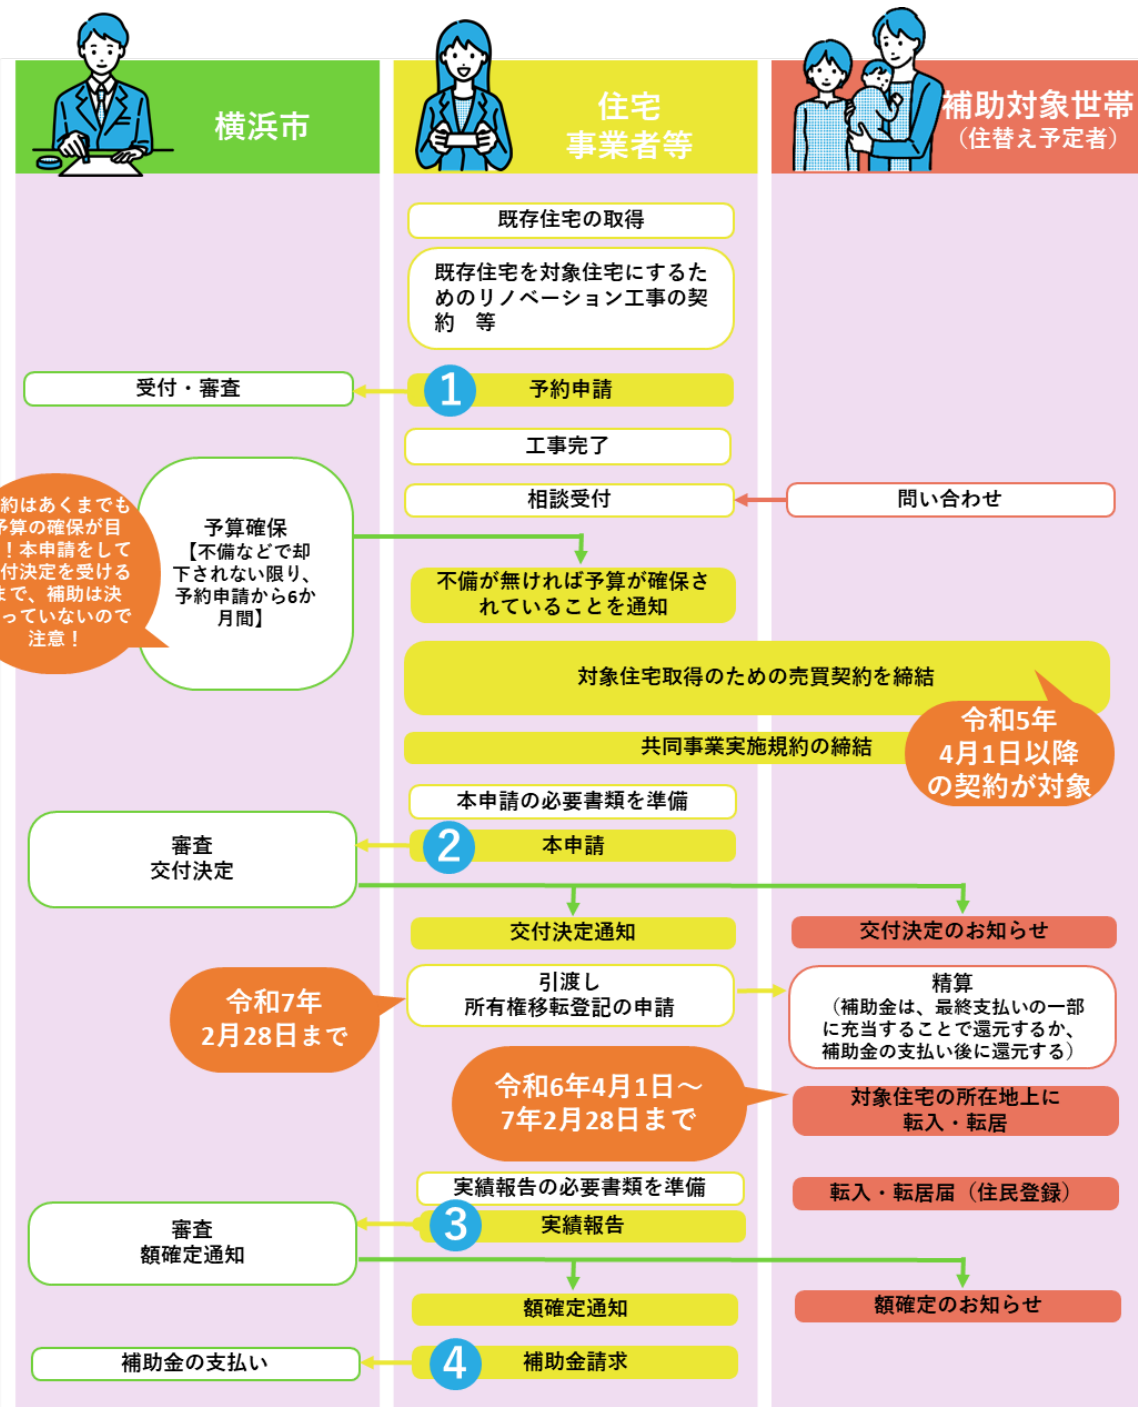 横浜市
住宅
事業者等
補助対象世帯
（住替え予定者）
既存住宅の取得
既存住宅を対象住宅にするた
めのリノベーション工事の契
約　等
受付・審査
1
予約申請
工事完了
相談受付
問い合わせ
約はあくまでも
予算の確保が目
！本申請をして
付決定を受ける
まで、補助は決
っていないので
注意！
予算確保
【不備などで却
下されない限り、
予約申請から6か
月間】
不備が無ければ予算が確保さ
れていることを通知
対象住宅取得のための売買契約を締結
令和5年
4月1日以降
の契約が対象
共同事業実施規約の締結
本申請の必要書類を準備
審査
交付決定
2
本申請
交付決定通知
交付決定のお知らせ
令和7年
2月28日まで
引渡し
所有権移転登記の申請
精算
（補助金は、最終支払いの一部
に充当することで還元するか、
補助金の支払い後に還元する）
令和6年4月1日～
7年2月28日まで
対象住宅の所在地上に
転入・転居
実績報告の必要書類を準備
転入・転居届（住民登録）
審査
額確定通知
3
実績報告
額確定通知
額確定のお知らせ
補助金の支払い
4
補助金請求